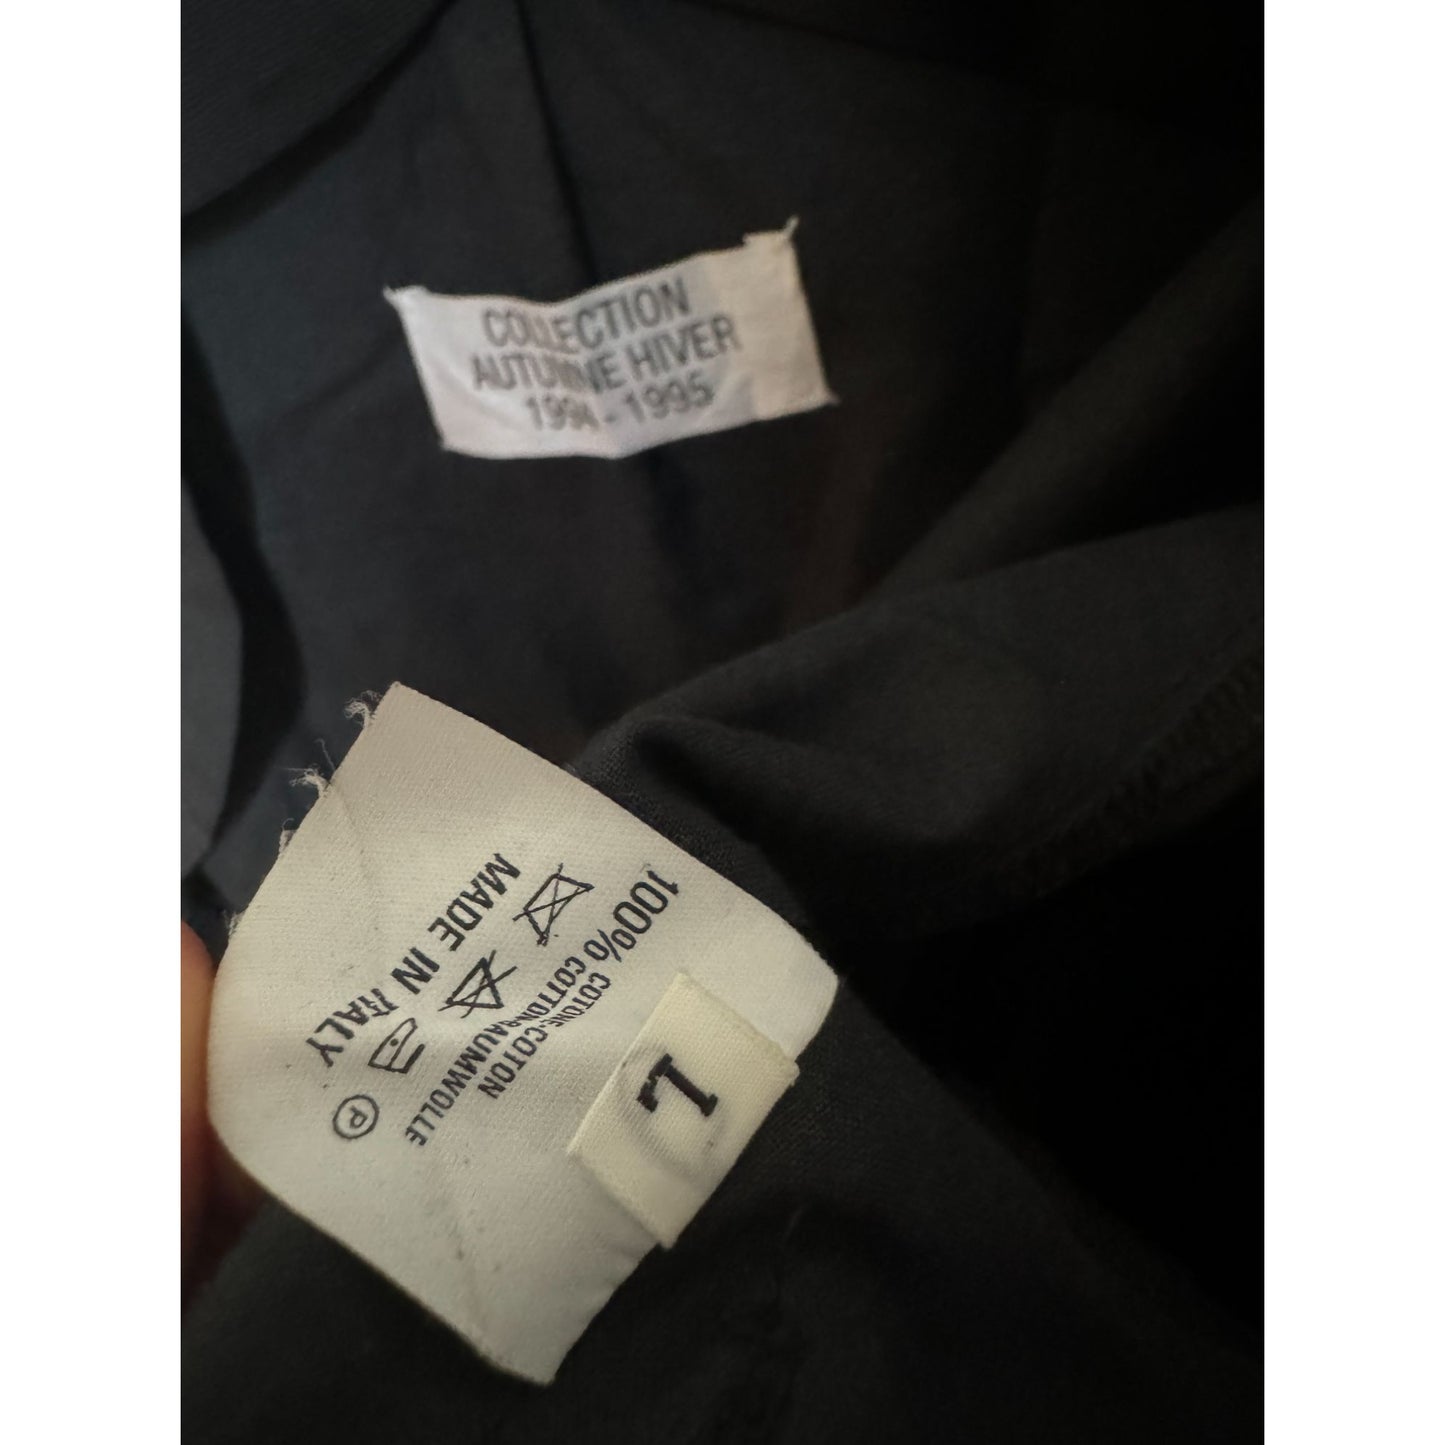 COLLECTION
AUTUMNE HIVER
1994 - 1995
100% COTONE-COTON
COTTON-BAUMWOLLE
MADE IN ITALY
P
L